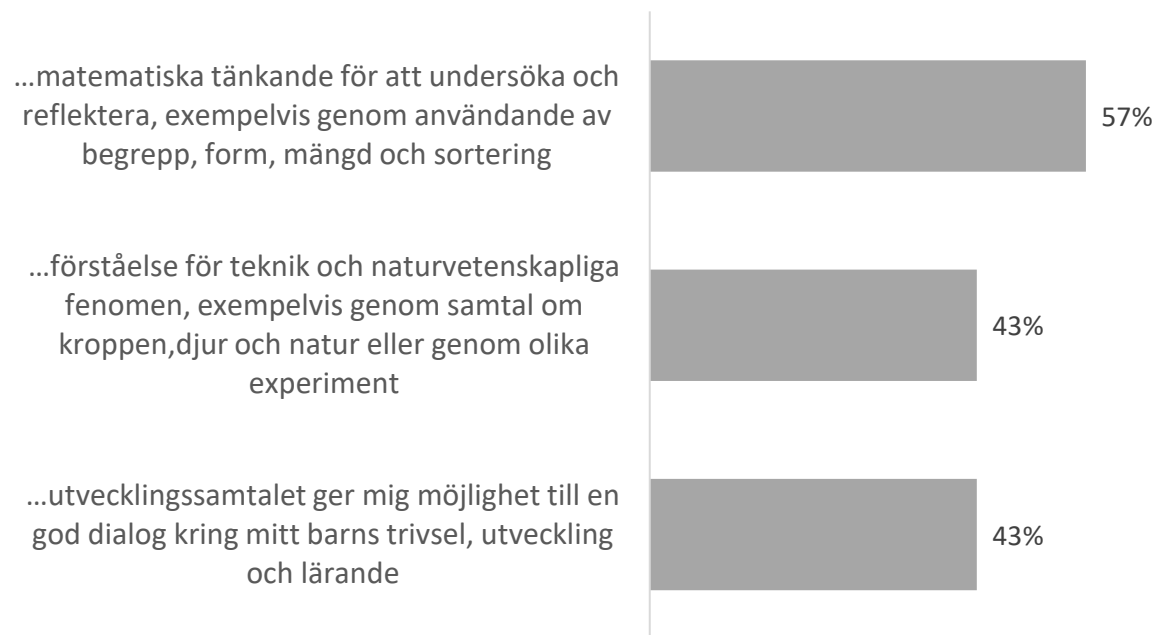 …matematiska tänkande för att undersöka och
reflektera, exempelvis genom användande av
begrepp, form, mängd och sortering
57%
…förståelse för teknik och naturvetenskapliga
fenomen, exempelvis genom samtal om
kroppen,djur och natur eller genom olika
experiment
43%
…utvecklingssamtalet ger mig möjlighet till en
god dialog kring mitt barns trivsel, utveckling
och lärande
43%